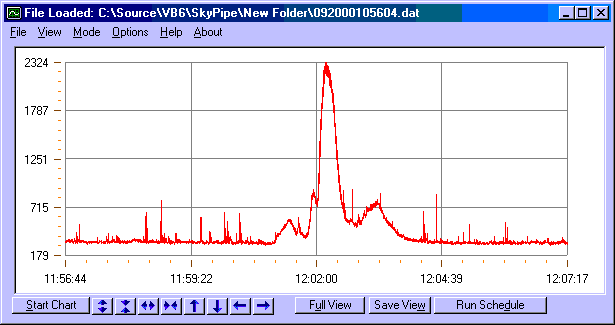 File Loaded: C:\Source\VB6\SkyPipe\New Folder\092000105604.dat
File View Mode Options Help About
2324
1787
1251
715
179
11:56:44 11:59:22 12:02:00 12:04:39 12:07:17
Start Chart Full View Save View Run Schedule